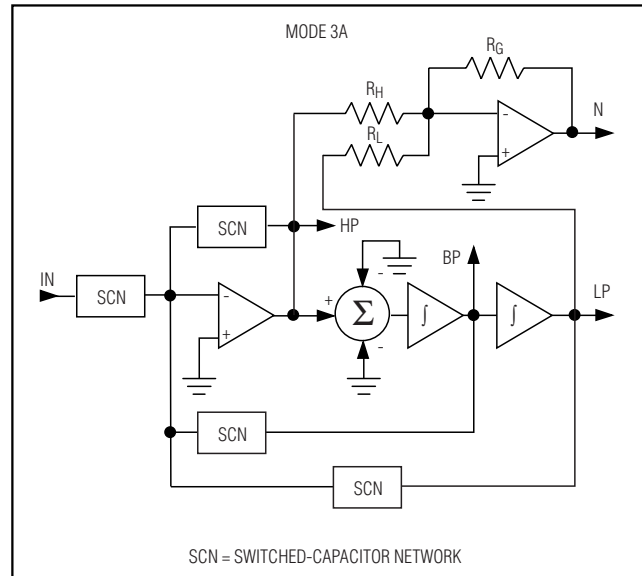 MODE 3A
R_G
R_H
N
-
+
R_L
SCN
HP
IN
SCN
-
+
+
-
Σ
-
∫
BP
∫
LP
SCN
SCN
SCN = SWITCHED-CAPACITOR NETWORK